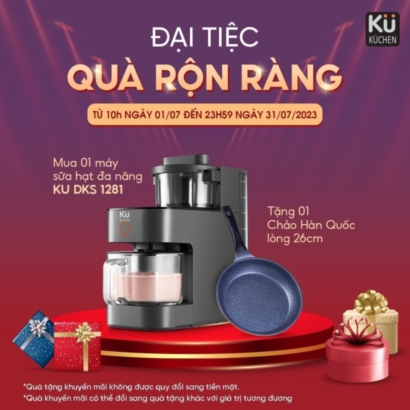 KÜ
KÜCHEN
ĐẠI TIỆC
QUÀ RỘN RÀNG
TỪ 10h NGÀY 01/07 ĐẾN 23H59 NGÀY 31/07/2023
Mua 01 máy
sữa hạt đa năng
KU DKS 1281
KÜ
Tặng 01
Chảo Hàn Quốc
lòng 26cm
*Quà tặng khuyến mãi không được quy đổi sang tiền mặt.
*Quà khuyến mãi có thể đổi sang quà tặng khác với giá trị tương đương